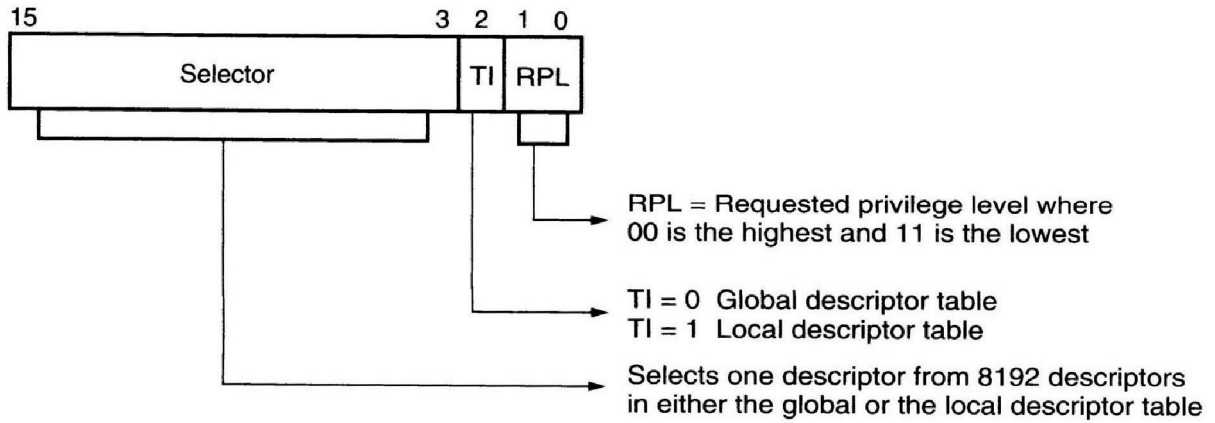 15 3 2 1 0
Selector TI RPL
RPL = Requested privilege level where
00 is the highest and 11 is the lowest
TI = 0 Global descriptor table
TI = 1 Local descriptor table
Selects one descriptor from 8192 descriptors
in either the global or the local descriptor table